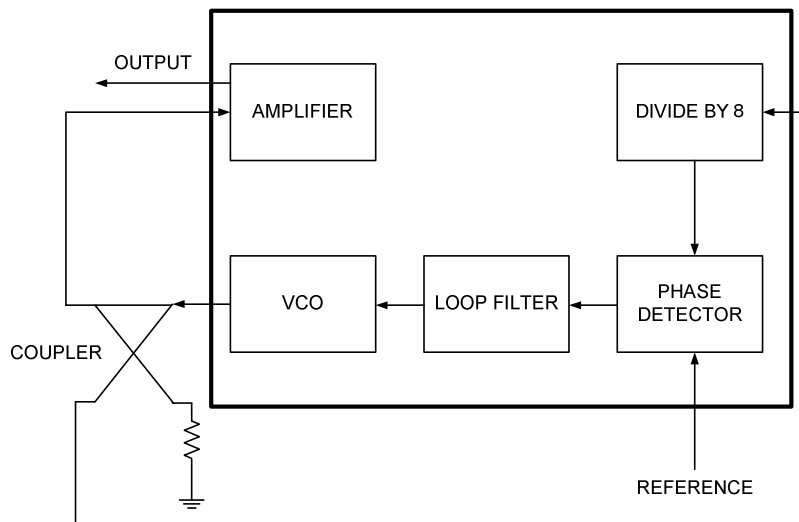 OUTPUT
AMPLIFIER
DIVIDE BY 8
VCO
LOOP FILTER
PHASE
DETECTOR
COUPLER
REFERENCE